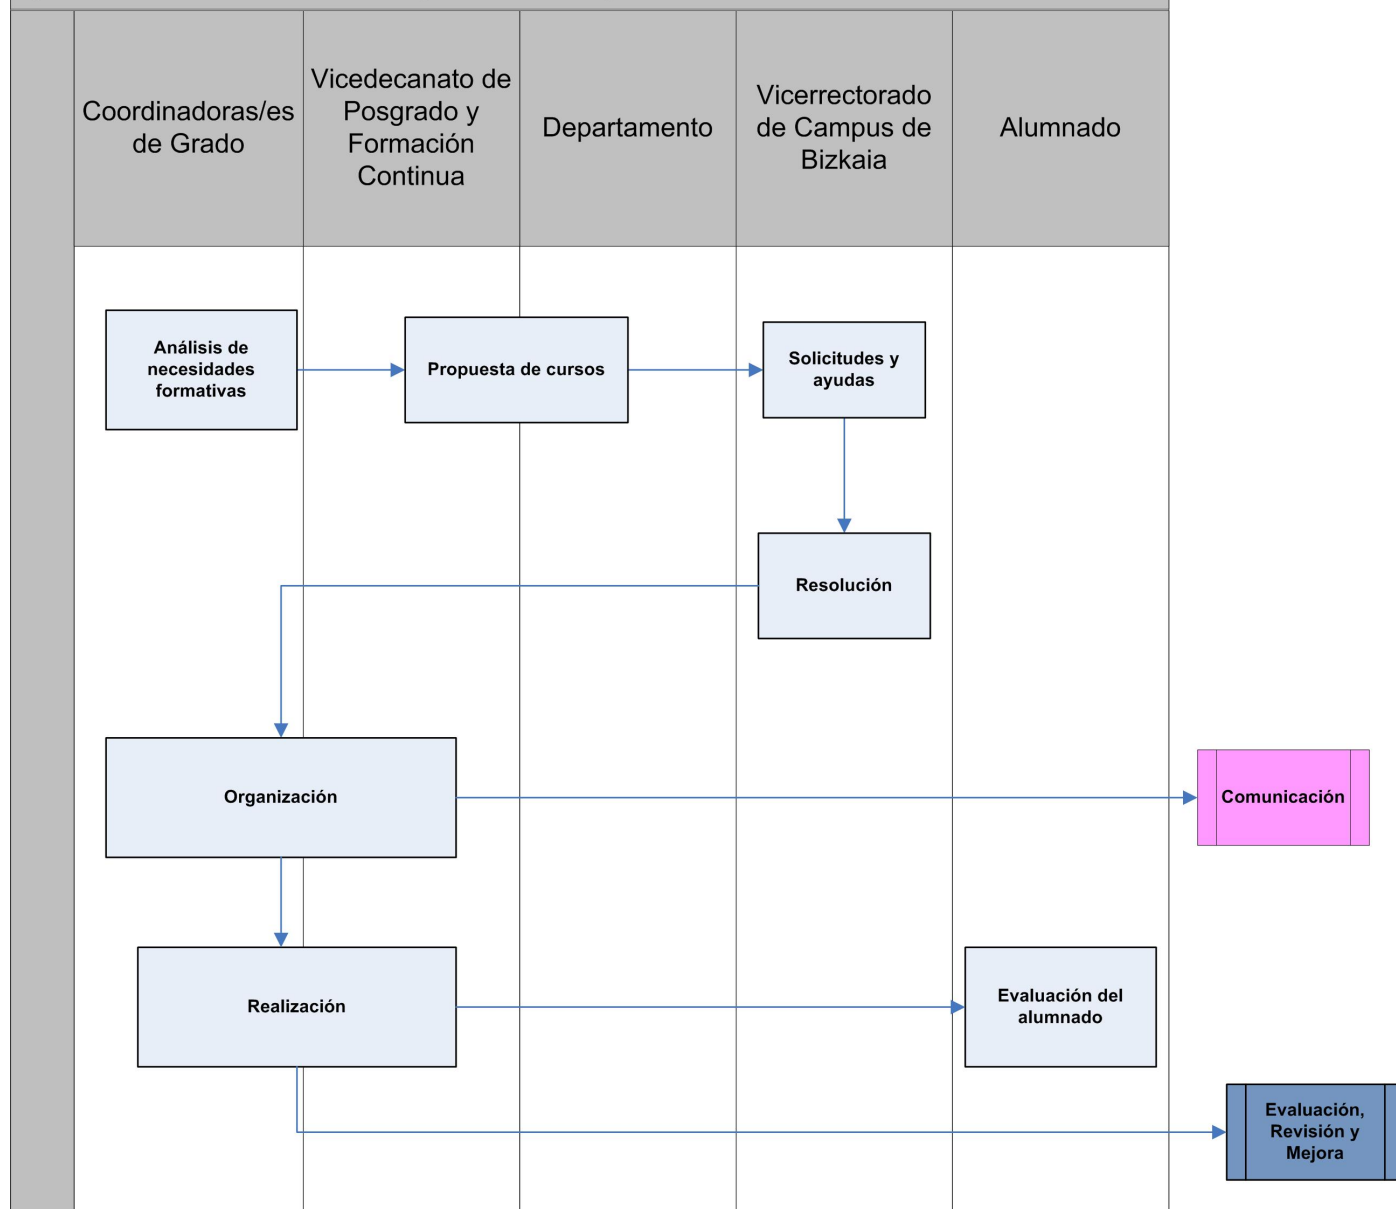 Coordinadoras/es
de Grado
Vicedecanato de
Posgrado y
Formación
Continua
Departamento
Vicerrectorado
de Campus de
Bizkaia
Alumnado
Análisis de
necesidades
formativas
Propuesta de cursos
Solicitudes y
ayudas
Resolución
Organización
Comunicación
Realización
Evaluación del
alumnado
Evaluación,
Revisión y
Mejora